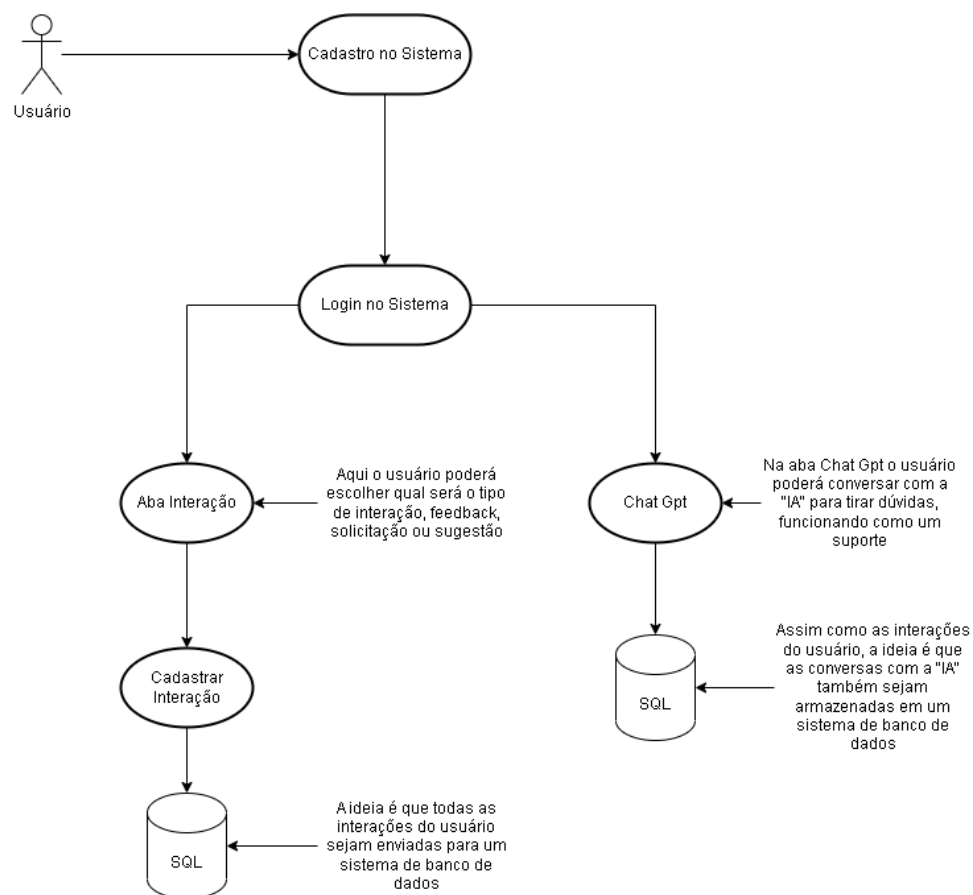 Cadastro no Sistema
Usuário
Login no Sistema
Aba Interação
Aqui o usuário poderá
escolher qual será o tipo
de interação, feedback,
solicitação ou sugestão
Chat Gpt
Na aba Chat Gpt o usuário
poderá conversar com a
"IA" para tirar dúvidas,
funcionando como um
suporte
Cadastrar
Interação
SQL
Assim como as interações
do usuário, a ideia é que
as conversas com a "IA"
também sejam
armazenadas em um
sistema de banco de
dados
SQL
A ideia é que todas as
interações do usuário
sejam enviadas para um
sistema de banco de
dados